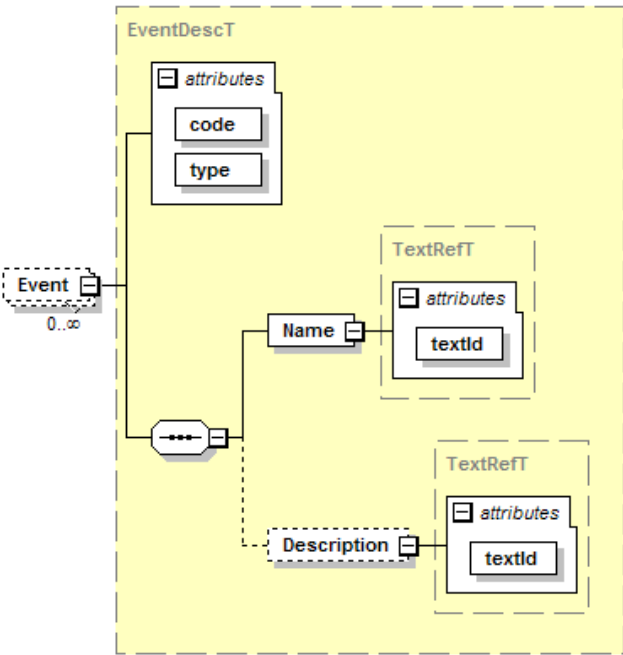 EventDescT
attributes
code
type
Event
0..∞
TextRefT
attributes
Name
textId
TextRefT
attributes
Description
textId